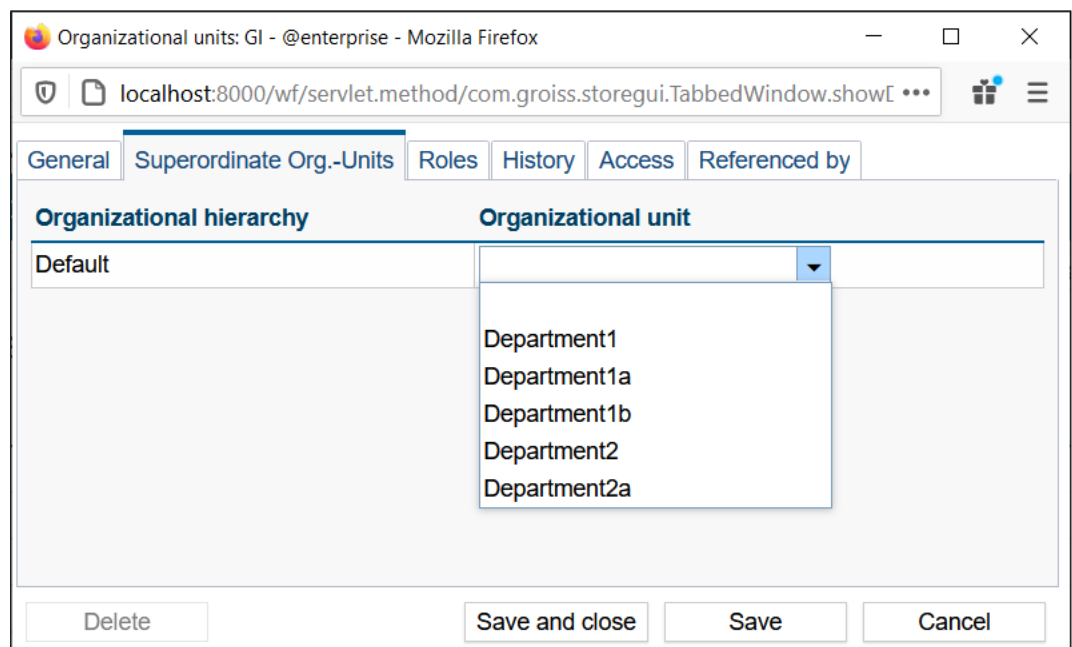 Organizational units: GI - @enterprise - Mozilla Firefox
localhost:8000/wf/servlet.method/com.groiss.storegui.TabbedWindow.show
General Superordinate Org.-Units Roles History Access Referenced by
Organizational hierarchy Organizational unit
Default
Department1
Department1a
Department1b
Department2
Department2a
Delete Save and close Save Cancel